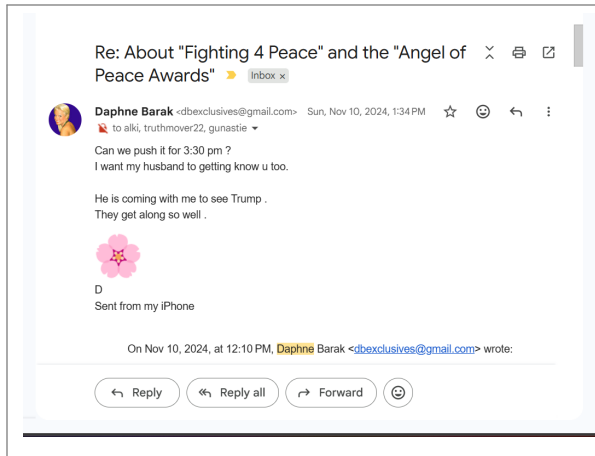 Re: About "Fighting 4 Peace" and the "Angel of
Peace Awards" Inbox x
Daphne Barak <dbexclusives@gmail.com> Sun, Nov 10, 2024, 1:34 PM
to alki, truthmover22, gunastie
Can we push it for 3:30 pm ?
I want my husband to getting know u too.
He is coming with me to see Trump .
They get along so well .
D
Sent from my iPhone
On Nov 10, 2024, at 12:10 PM, Daphne Barak <dbexclusives@gmail.com> wrote:
Reply Reply all Forward